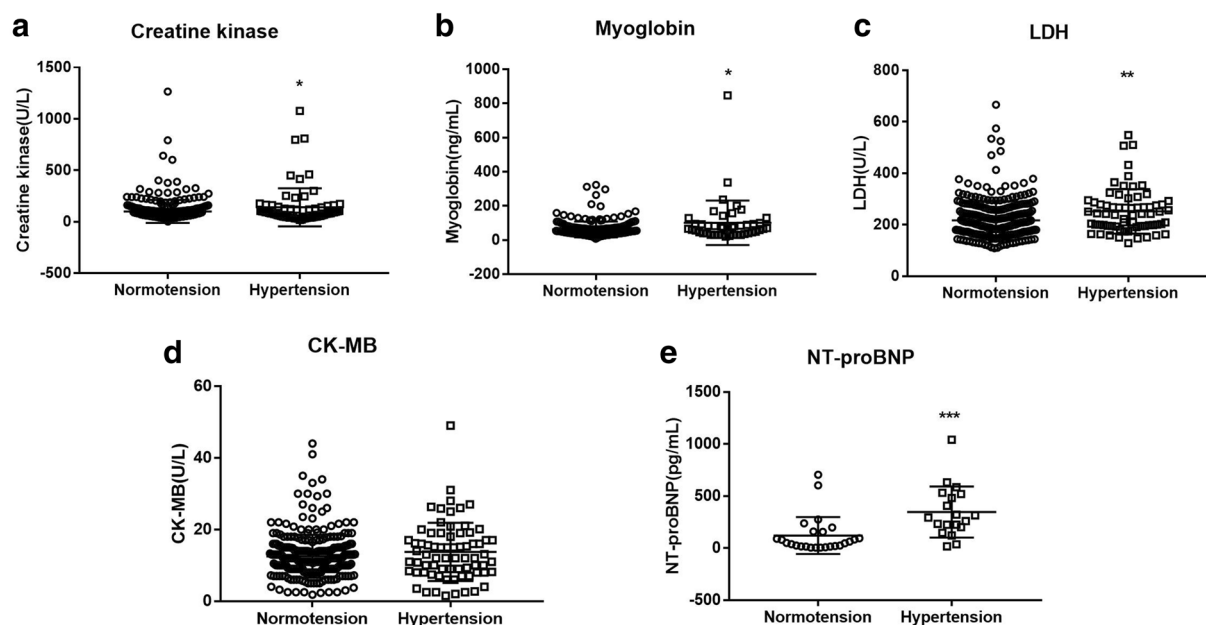 a
Creatine kinase
Creatine kinase(U/L)
1500
1000
500
0
-500
*
Normotension
Hypertension
b
Myoglobin
Myoglobin(ng/mL)
1000
800
600
400
200
0
-200
*
Normotension
Hypertension
c
LDH
LDH(U/L)
800
600
400
200
0
**
Normotension
Hypertension
d
CK-MB
CK-MB(U/L)
60
40
20
0
Normotension
Hypertension
e
NT-proBNP
NT-proBNP(pg/mL)
1500
1000
500
0
-500
***
Normotension
Hypertension